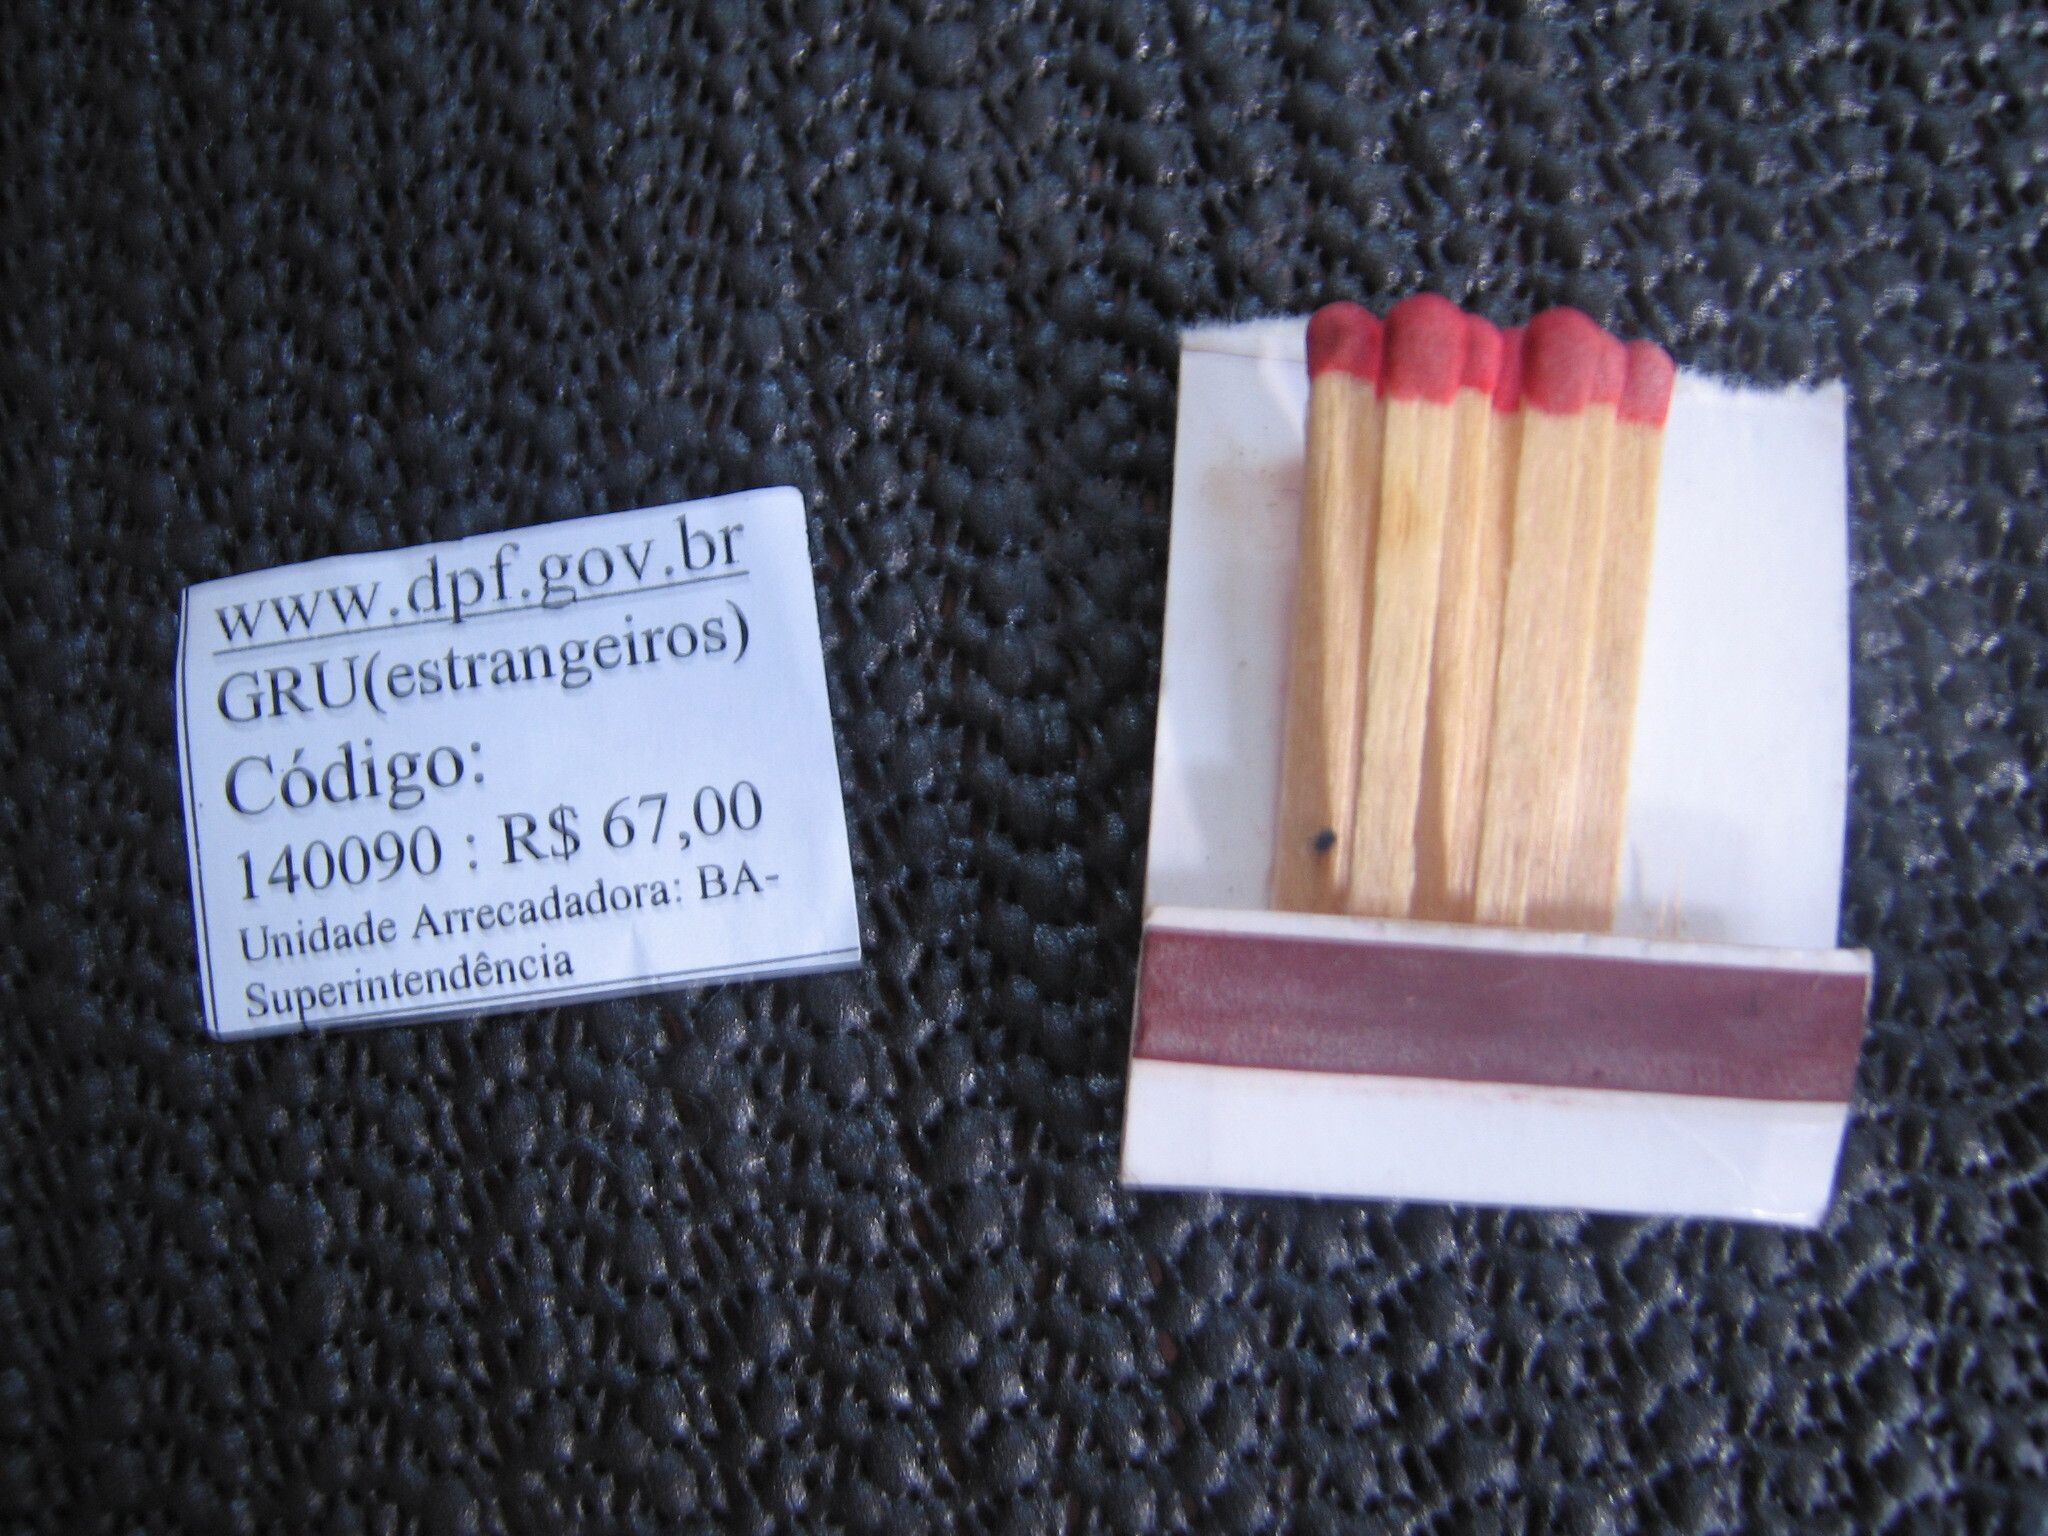 www.dpf.gov.br
GRU(estrangeiros)
Código:
140090 : R$ 67,00
Unidade Arrecadadora: BA-
Superintendência